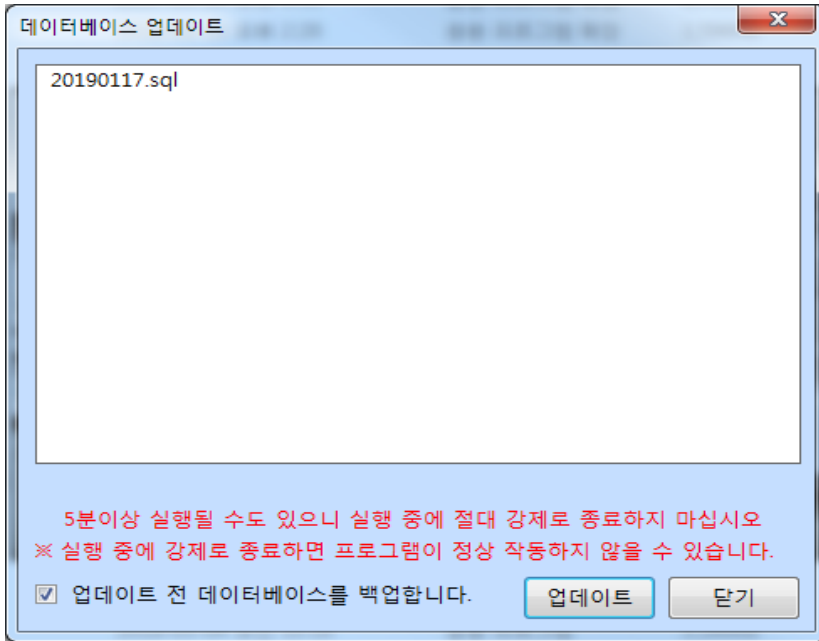 데이터베이스 업데이트
20190117.sql
5분이상 실행될 수도 있으니 실행 중에 절대 강제로 종료하지 마십시오
※ 실행 중에 강제로 종료하면 프로그램이 정상 작동하지 않을 수 있습니다.
업데이트 전 데이터베이스를 백업합니다.
업데이트
닫기